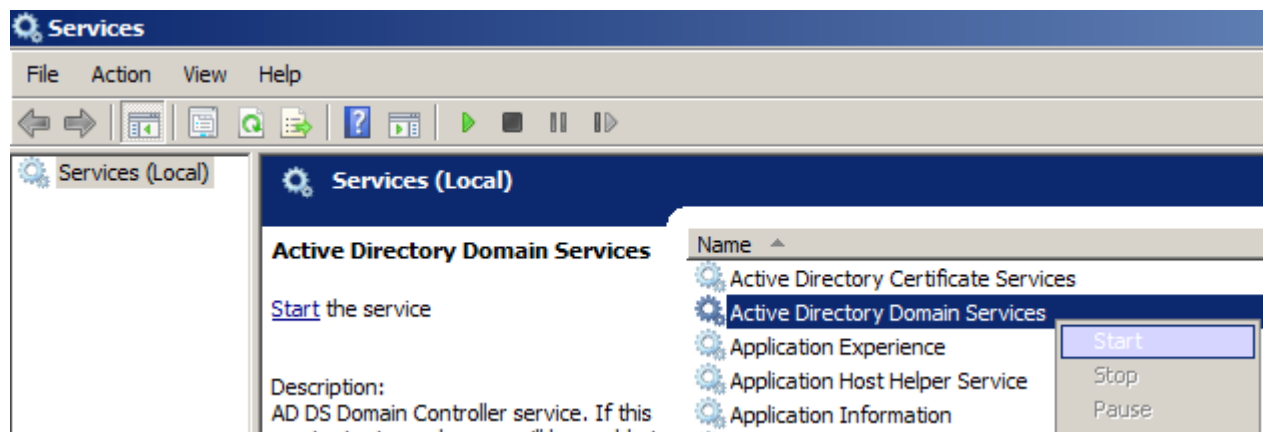 Services
File Action View Help
Services (Local)
Services (Local)
Active Directory Domain Services
Start the service
Description:
AD DS Domain Controller service. If this
Name
Active Directory Certificate Services
Active Directory Domain Services
Application Experience
Application Host Helper Service
Application Information
Start
Stop
Pause